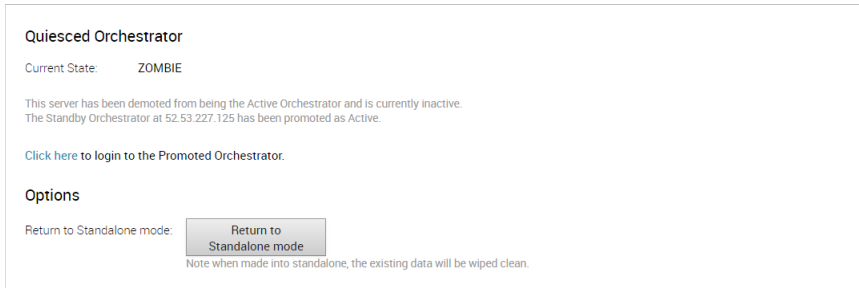 Quiesced Orchestrator
Current State: ZOMBIE
This server has been demoted from being the Active Orchestrator and is currently inactive.
The Standby Orchestrator at 52.53.227.125 has been promoted as Active.
Click here to login to the Promoted Orchestrator.
Options
Return to Standalone mode: Return to
Standalone mode
Note when made into standalone, the existing data will be wiped clean.